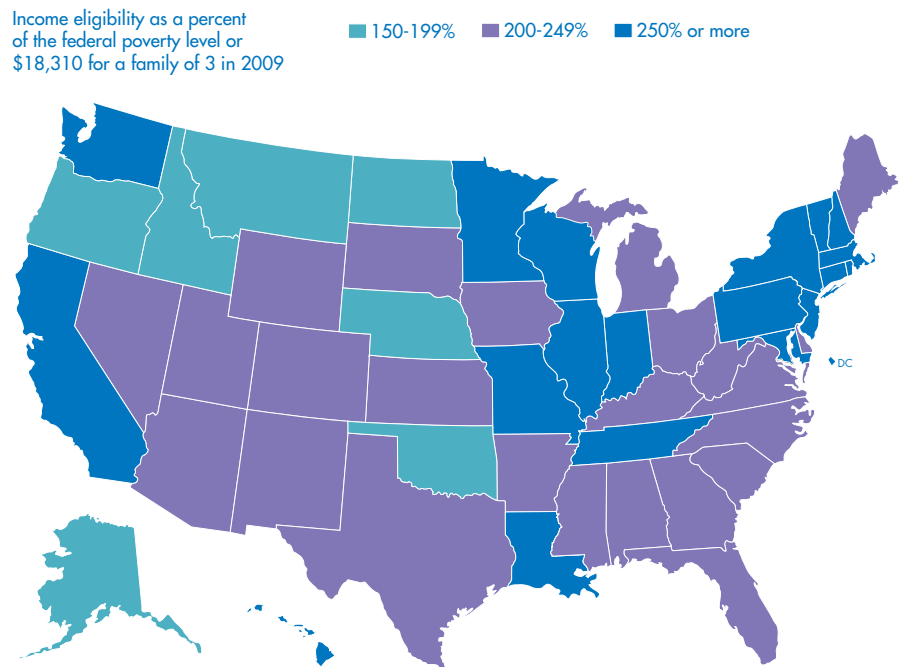 Income eligibility as a percent
of the federal poverty level or
$18,310 for a family of 3 in 2009
150-199%
200-249%
250% or more
DC